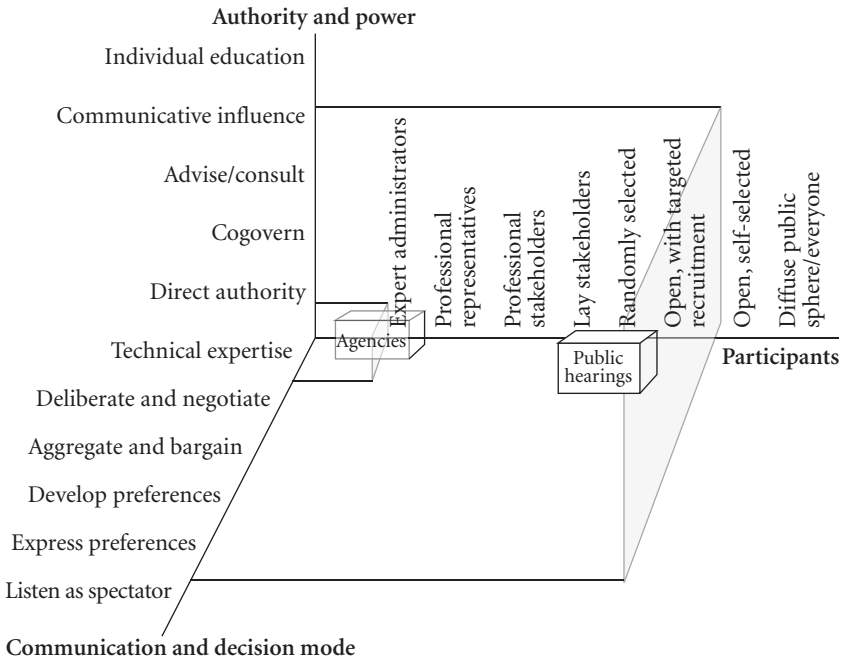 Authority and power
Individual education
Communicative influence
Advise/consult
Cogovern
Direct authority
Expert administrators
Professional
representatives
Professional
stakeholders
Lay stakeholders
Randomly selected
Open, with targeted
recruitment
Open, self-selected
Diffuse public
sphere/everyone
Participants
Agencies
Public
hearings
Technical expertise
Deliberate and negotiate
Aggregate and bargain
Develop preferences
Express preferences
Listen as spectator
Communication and decision mode